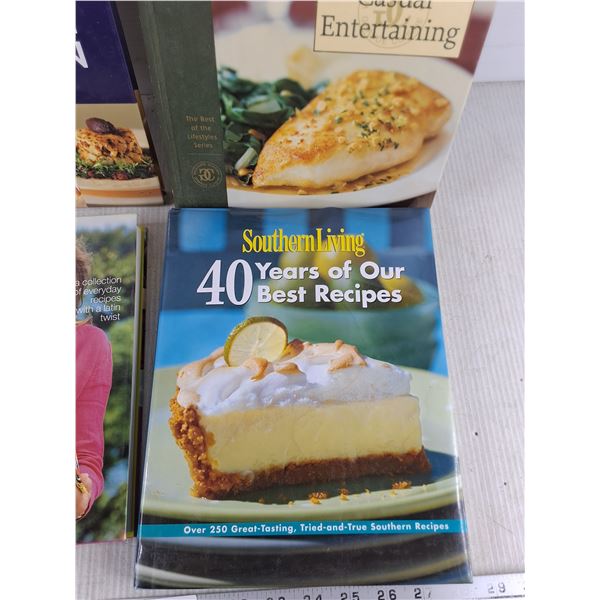 Casual
Entertaining
The Best
of the
Lifestyles
Series
N
a collection
of everyday
recipes
with a latin
twist
Southern Living
40 Years of Our
Best Recipes
Over 250 Great-Tasting, Tried-and-True Southern Recipes
24 25 26 2 29